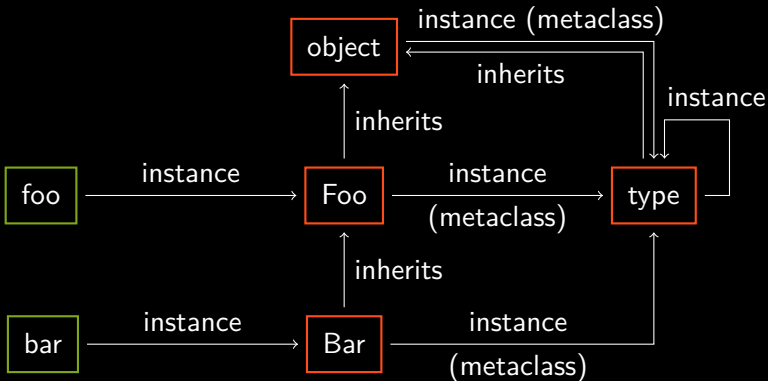 instance (metaclass)
object
inherits
instance
inherits
foo
instance
Foo
instance
(metaclass)
type
inherits
bar
instance
Bar
instance
(metaclass)